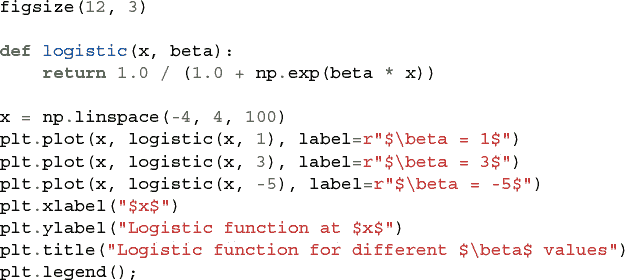 figsize(12, 3)
def logistic(x, beta):
    return 1.0 / (1.0 + np.exp(beta * x))
x = np.linspace(-4, 4, 100)
plt.plot(x, logistic(x, 1), label=r"$\beta = 1$")
plt.plot(x, logistic(x, 3), label=r"$\beta = 3$")
plt.plot(x, logistic(x, -5), label=r"$\beta = -5$")
plt.xlabel("$x$")
plt.ylabel("Logistic function at $x$")
plt.title("Logistic function for different $\beta$ values")
plt.legend();